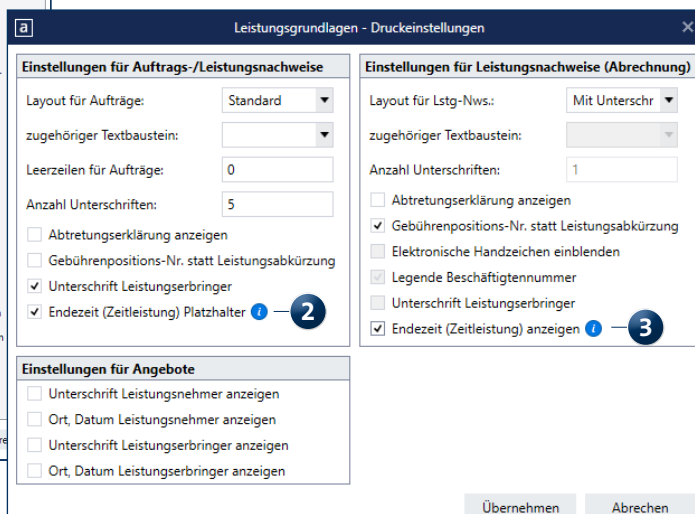 a Leistungsgrundlagen - Druckeinstellungen ×
Einstellungen für Auftrags-/Leistungsnachweise
Layout für Aufträge: Standard
zugehöriger Textbaustein:
Leerzeilen für Aufträge: 0
Anzahl Unterschriften: 5
Abtretungserklärung anzeigen
Gebührenpositions-Nr. statt Leistungsabkürzung
Unterschrift Leistungserbringer
Endezeit (Zeitleistung) Platzhalter i 2
Einstellungen für Leistungsnachweise (Abrechnung)
Layout für Lstg-Nws.: Mit Unterschr
zugehöriger Textbaustein:
Anzahl Unterschriften: 1
Abtretungserklärung anzeigen
Gebührenpositions-Nr. statt Leistungsabkürzung
Elektronische Handzeichen einblenden
Legende Beschäftigtennummer
Unterschrift Leistungserbringer
Endezeit (Zeitleistung) anzeigen i 3
Einstellungen für Angebote
Unterschrift Leistungsnehmer anzeigen
Ort, Datum Leistungsnehmer anzeigen
Unterschrift Leistungserbringer anzeigen
Ort, Datum Leistungserbringer anzeigen
Übernehmen Abrechen